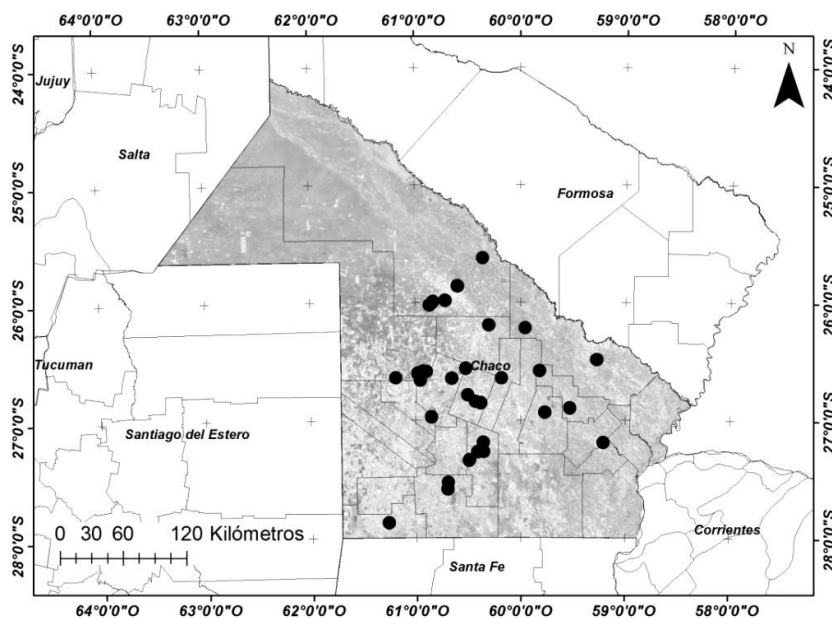 64°0'0"O 63°0'0"O 62°0'0"O 61°0'0"O 60°0'0"O 59°0'0"O 58°0'0"O
N
24°0'0"S 24°0'0"S
Jujuy
Salta
25°0'0"S Formosa 25°0'0"S
26°0'0"S 26°0'0"S
Tucuman Chaco
27°0'0"S Santiago del Estero 27°0'0"S
0 30 60 120 Kilómetros
Corrientes
28°0'0"S Santa Fe 28°0'0"S
64°0'0"O 63°0'0"O 62°0'0"O 61°0'0"O 60°0'0"O 59°0'0"O 58°0'0"O